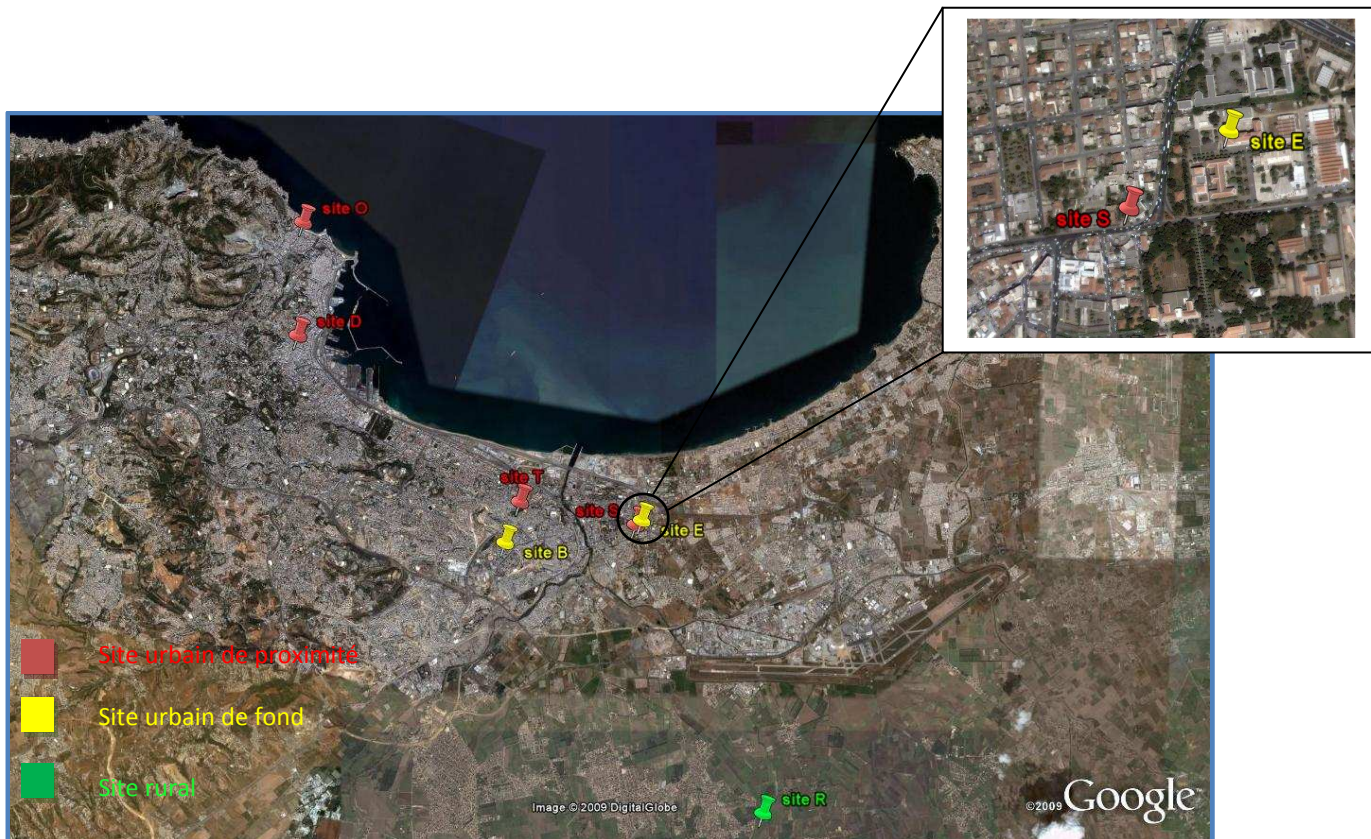 site E
site S
site O
site D
site T
site S
site E
site B
Site urbain de proximité
Site urbain de fond
Site rural
site R
Image © 2009 DigitalGlobe
©2009 Google